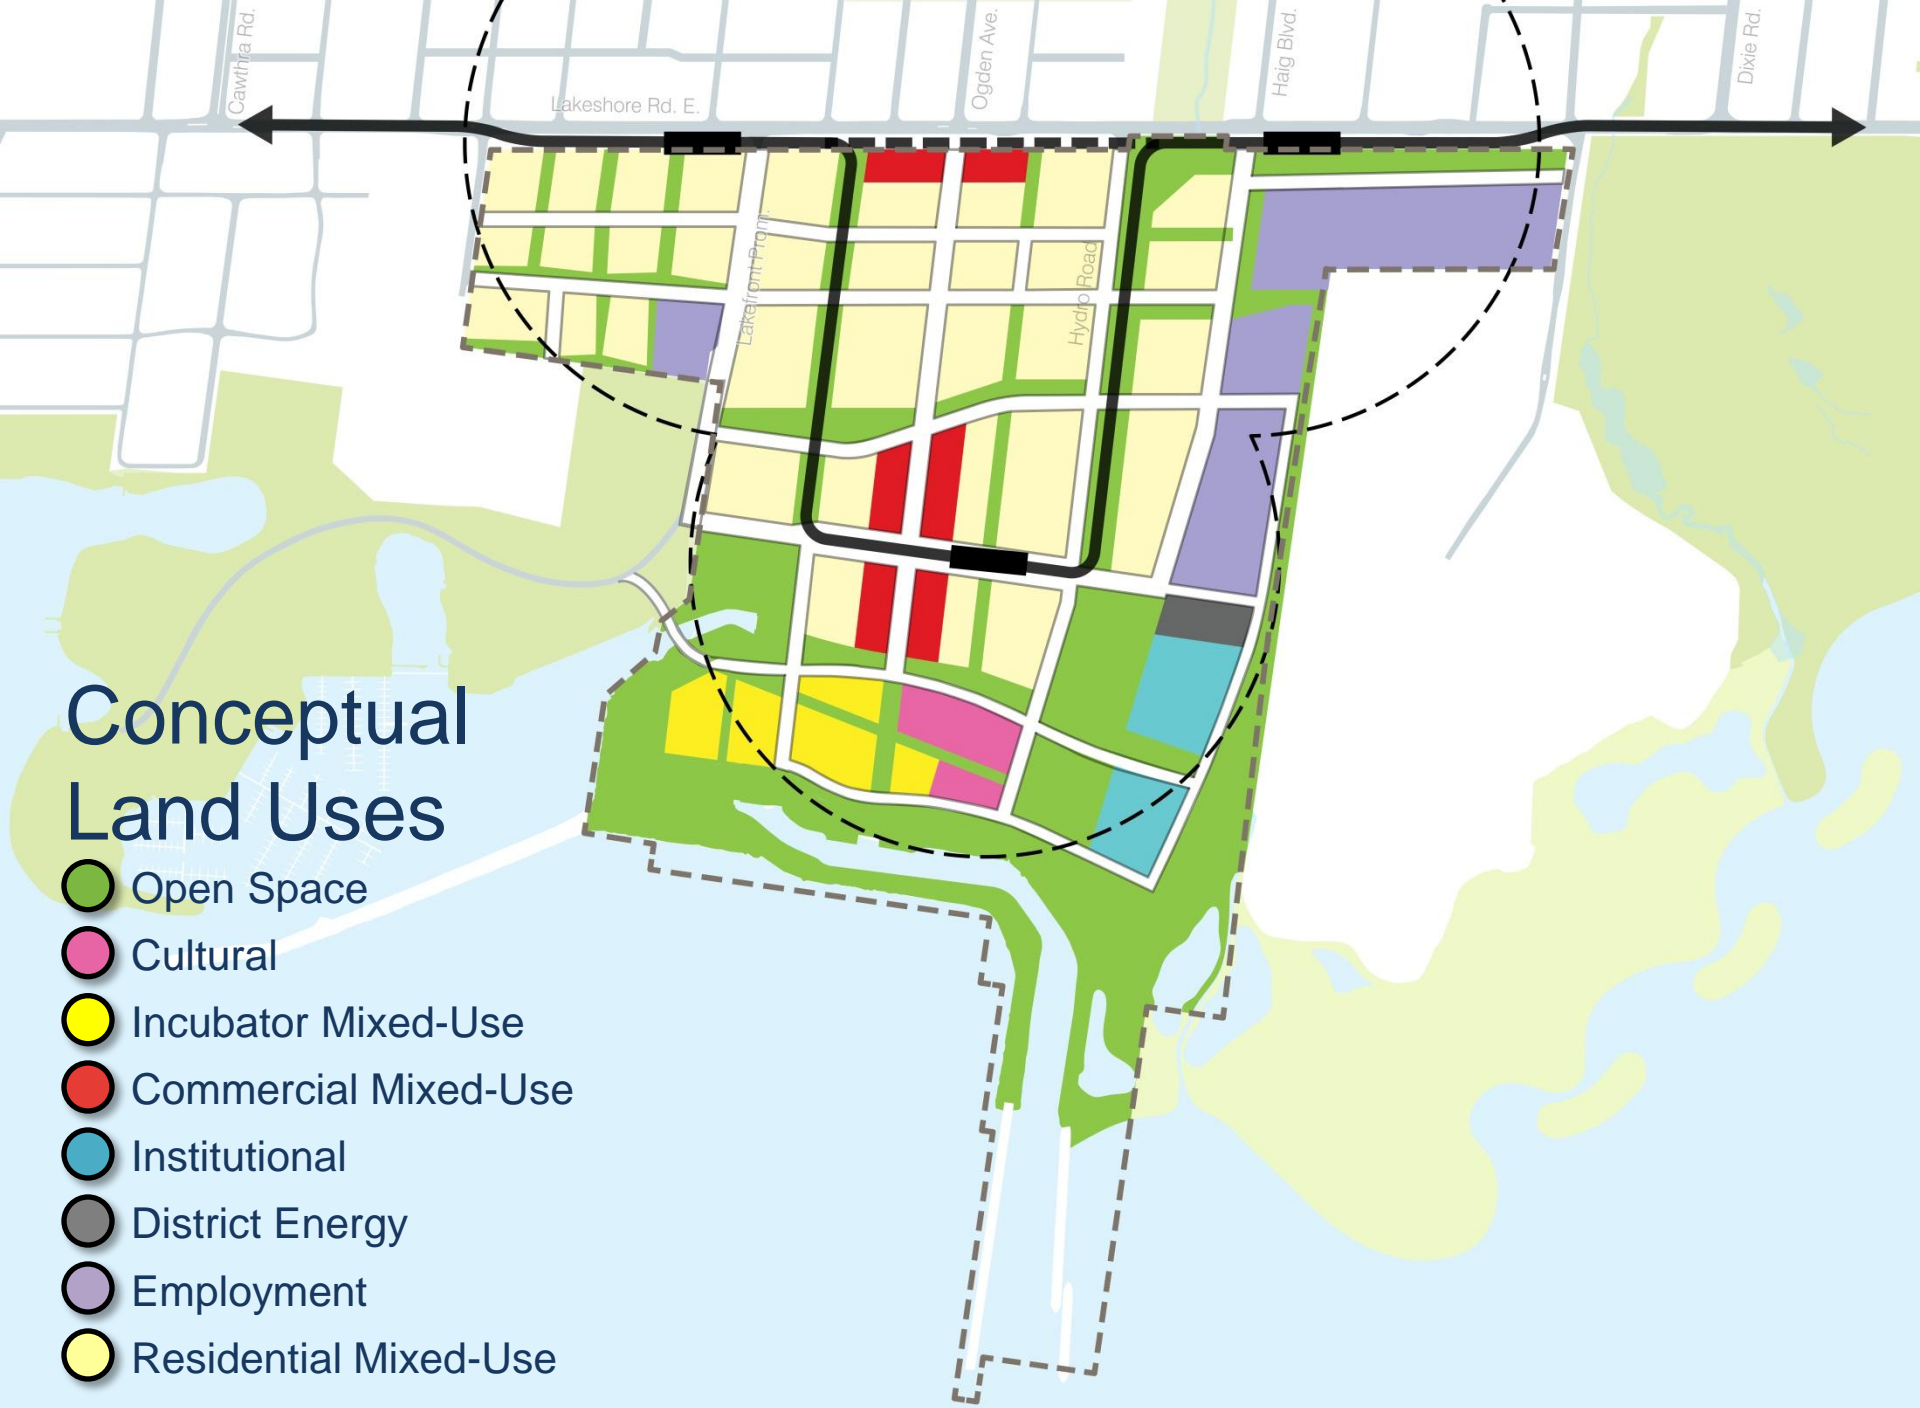 Cawthra Rd.
Lakeshore Rd. E.
Ogden Ave.
Haig Blvd.
Dixie Rd.
Lakefront Prom.
Hydro Road
Conceptual
Land Uses
Open Space
Cultural
Incubator Mixed-Use
Commercial Mixed-Use
Institutional
District Energy
Employment
Residential Mixed-Use